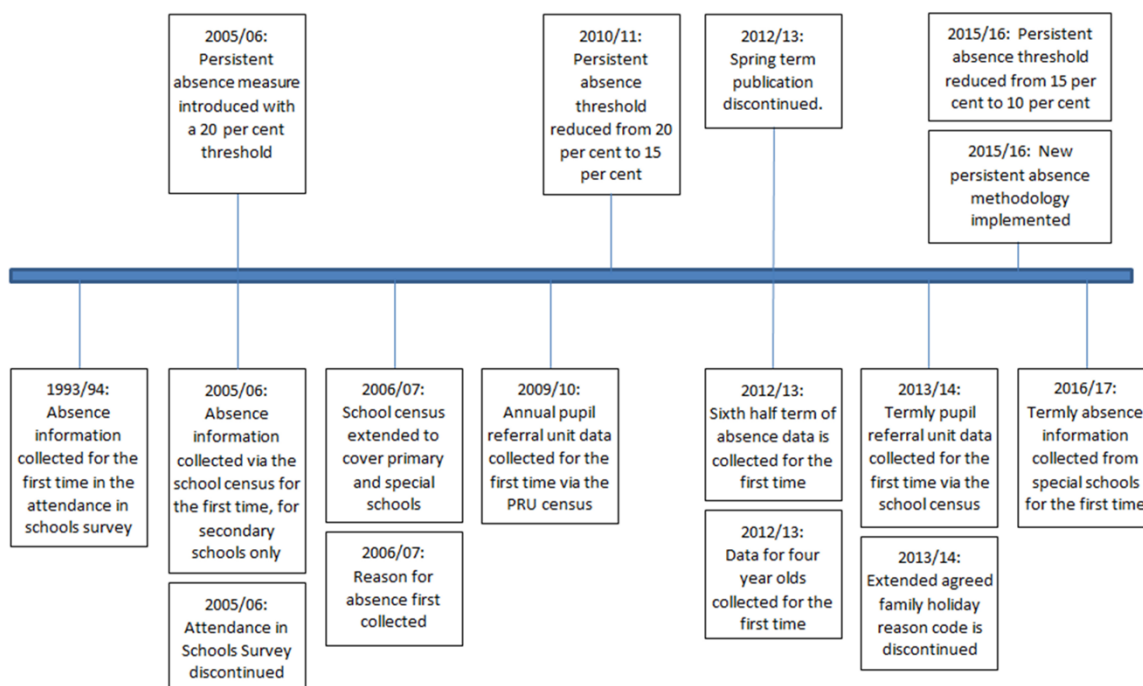 2005/06:
Persistent
absence measure
introduced with
a 20 per cent
threshold
2010/11:
Persistent
absence
threshold
reduced from 20
per cent to 15
per cent
2012/13:
Spring term
publication
discontinued.
2015/16: Persistent
absence threshold
reduced from 15 per
cent to 10 per cent
2015/16: New
persistent absence
methodology
implemented
1993/94:
Absence
information
collected for the
first time in the
attendance in
schools survey
2005/06:
Absence
information
collected via the
school census for
the first time, for
secondary
schools only
2005/06:
Attendance in
Schools Survey
discontinued
2006/07:
School census
extended to
cover primary
and special
schools
2006/07:
Reason for
absence first
collected
2009/10:
Annual pupil
referral unit data
collected for the
first time via the
PRU census
2012/13:
Sixth half term of
absence data is
collected for the
first time
2012/13:
Data for four
year olds
collected for the
first time
2013/14:
Termly pupil
referral unit data
collected for the
first time via the
school census
2013/14:
Extended agreed
family holiday
reason code is
discontinued
2016/17:
Termly absence
information
collected from
special schools
for the first time